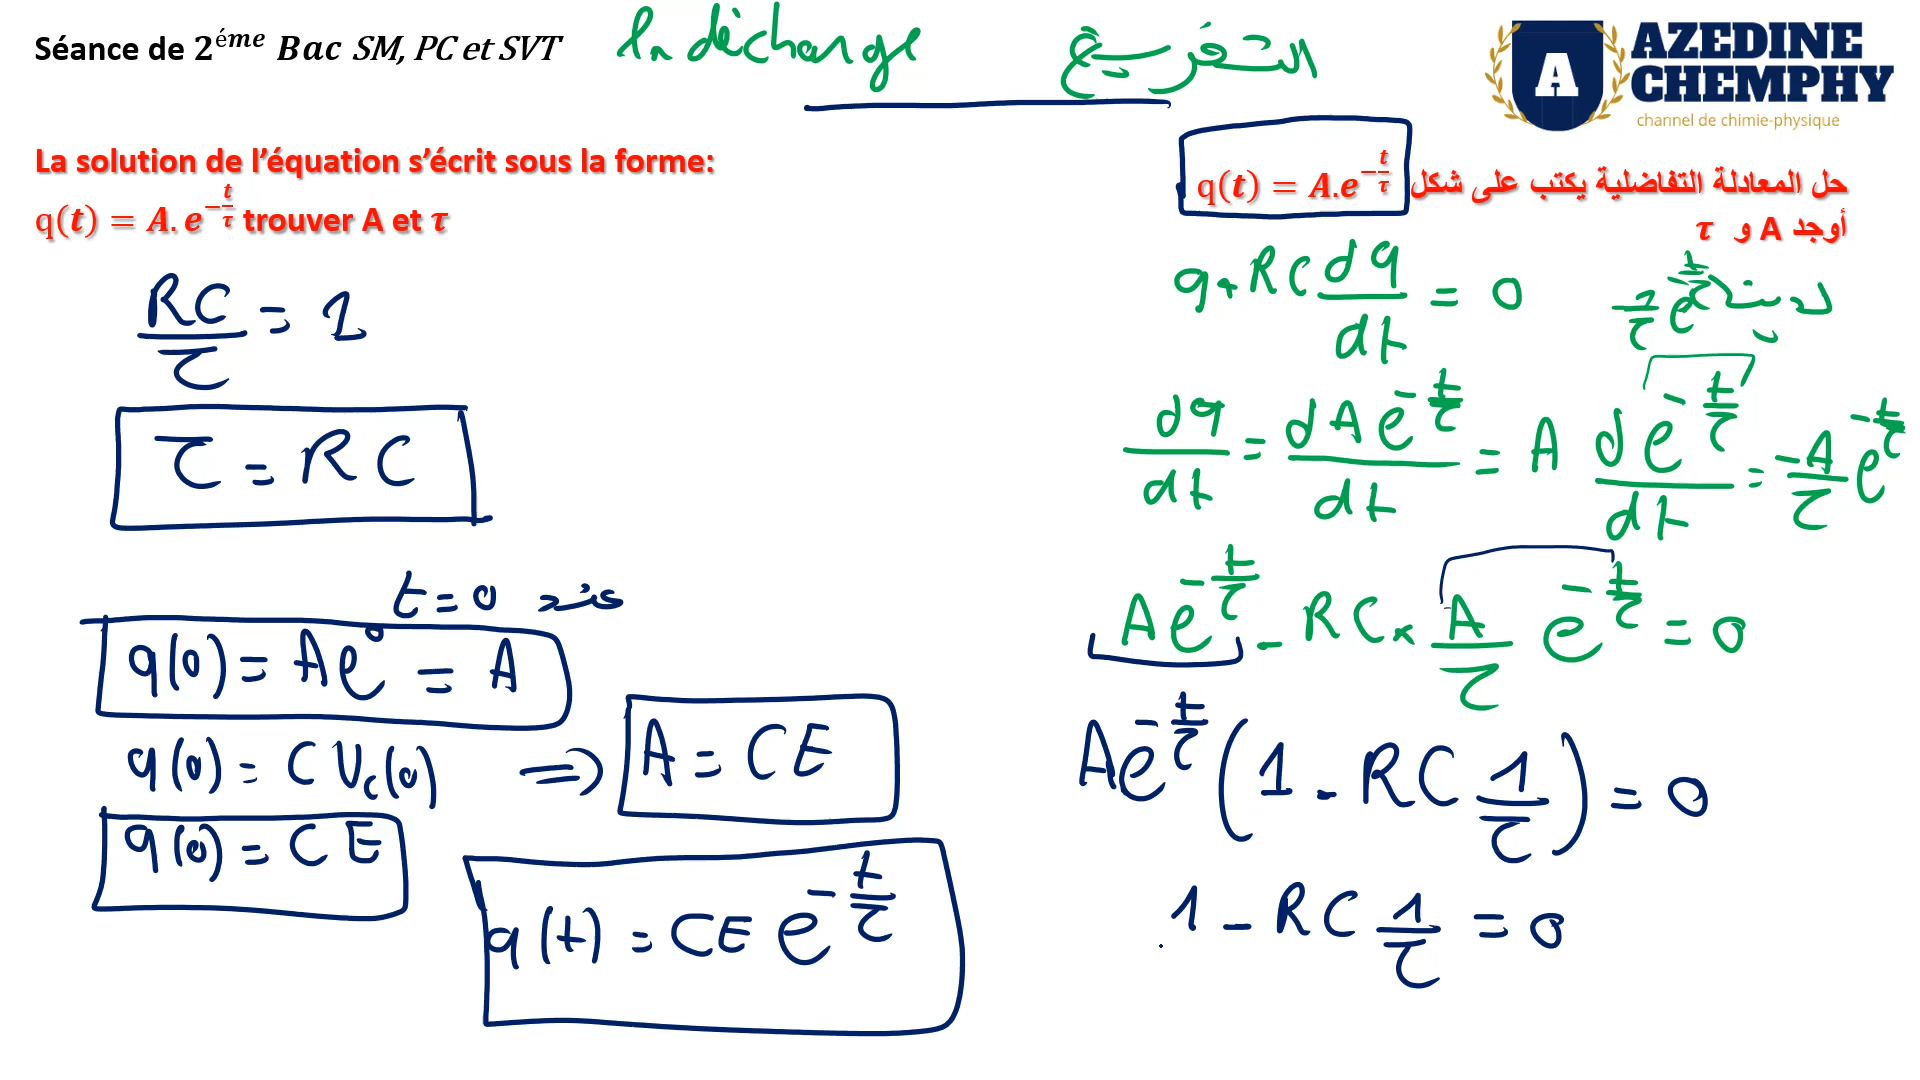 Séance de 2éme Bac SM, PC et SVT
la décharge
التفريغ
AZEDINE
CHEMPHY
channel de chimie-physique
A
La solution de l'équation s'écrit sous la forme:
q(t) = A. e^{-t/τ} trouver A et τ
حل المعادلة التفاضلية يكتب على شكل q(t) = A.e^{-t/τ}
أوجد A و τ
q + RC dq/dt = 0
dq/dt = dAe^{-t/τ}/dt = A de^{-t/τ}/dt = -A/τ e^{-t/τ}
Ae^{-t/τ} - RC × A/τ e^{-t/τ} = 0
Ae^{-t/τ} (1 - RC 1/τ) = 0
1 - RC 1/τ = 0
RC/τ = 1
τ = RC
t = 0 عند
q(0) = Ae^0 = A
q(0) = C Uc(0) ⇒ A = CE
q(0) = CE
q(t) = CE e^{-t/τ}